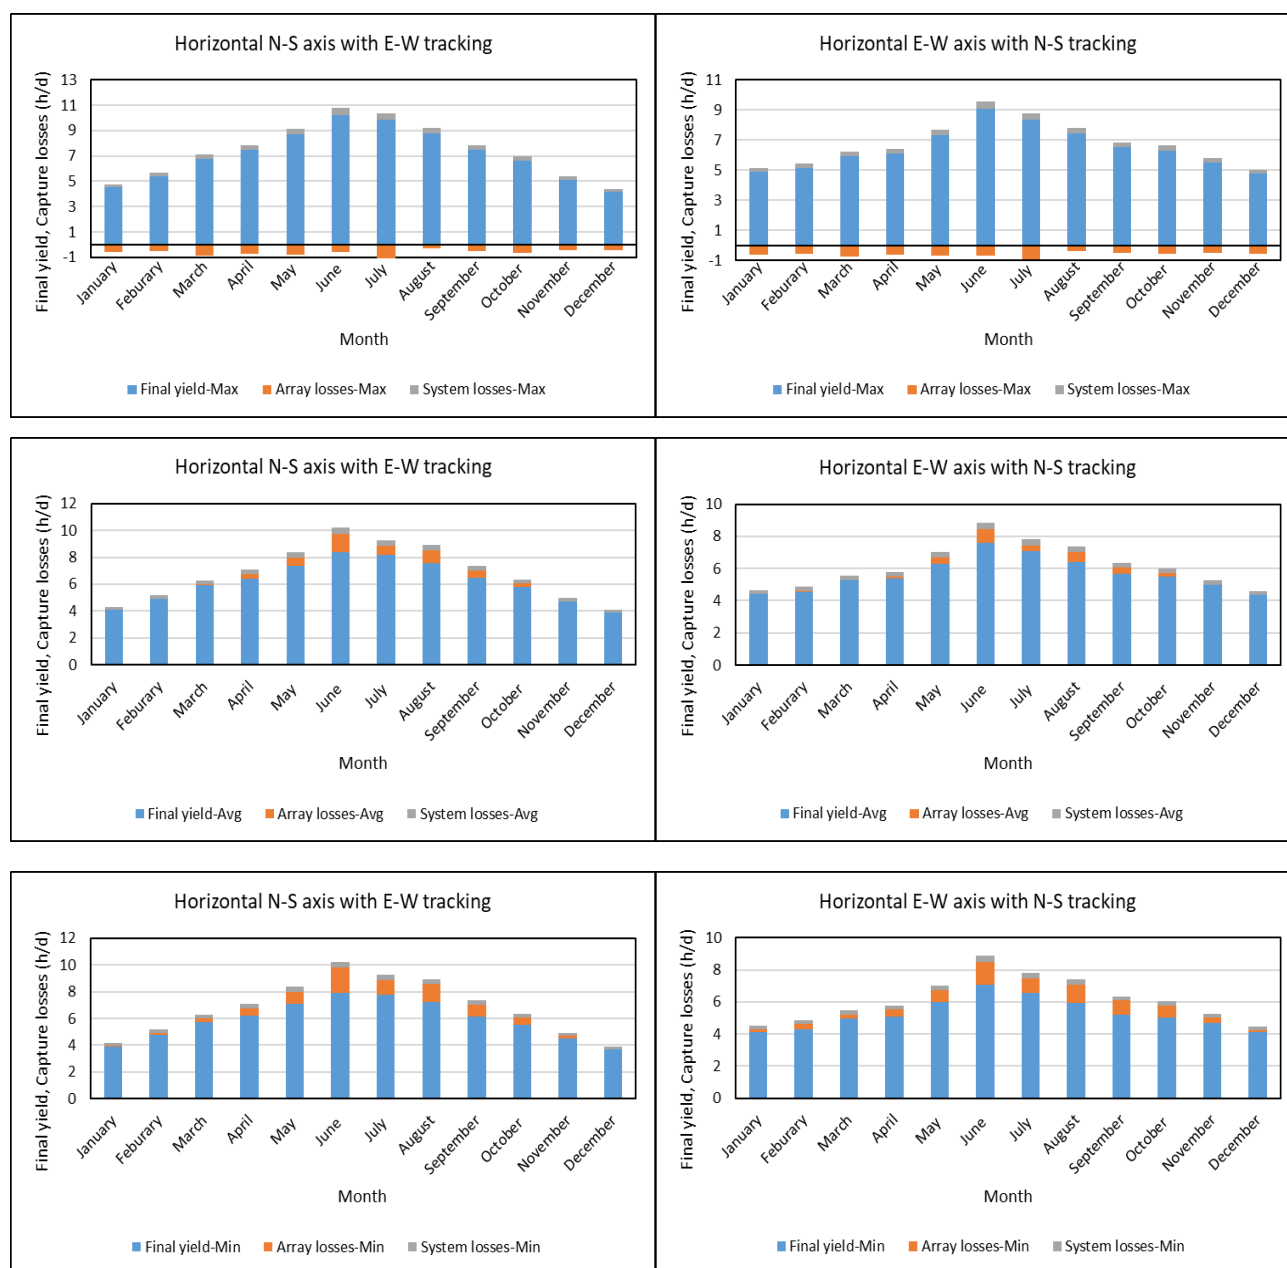 Horizontal N-S axis with E-W tracking
Final yield, Capture losses (h/d)
13
11
9
7
5
3
1
-1
January
Feburary
March
April
May
June
July
August
September
October
November
December
Month
Final yield-Max Array losses-Max System losses-Max
Horizontal E-W axis with N-S tracking
Final yield, Capture losses (h/d)
11
9
7
5
3
1
-1
January
Feburary
March
April
May
June
July
August
September
October
November
December
Month
Final yield-Max Array losses-Max System losses-Max
Horizontal N-S axis with E-W tracking
Final yield, Capture losses (h/d)
12
10
8
6
4
2
0
January
Feburary
March
April
May
June
July
August
September
October
November
December
Month
Final yield-Avg Array losses-Avg System losses-Avg
Horizontal E-W axis with N-S tracking
Final yield, Capture losses (h/d)
10
8
6
4
2
0
January
Feburary
March
April
May
June
July
August
September
October
November
December
Month
Final yield-Avg Array losses-Avg System losses-Avg
Horizontal N-S axis with E-W tracking
Final yield, Capture losses (h/d)
12
10
8
6
4
2
0
January
Feburary
March
April
May
June
July
August
September
October
November
December
Month
Final yield-Min Array losses-Min System losses-Min
Horizontal E-W axis with N-S tracking
Final yield, Capture losses (h/d)
10
8
6
4
2
0
January
Feburary
March
April
May
June
July
August
September
October
November
December
Month
Final yield-Min Array losses-Min System losses-Min